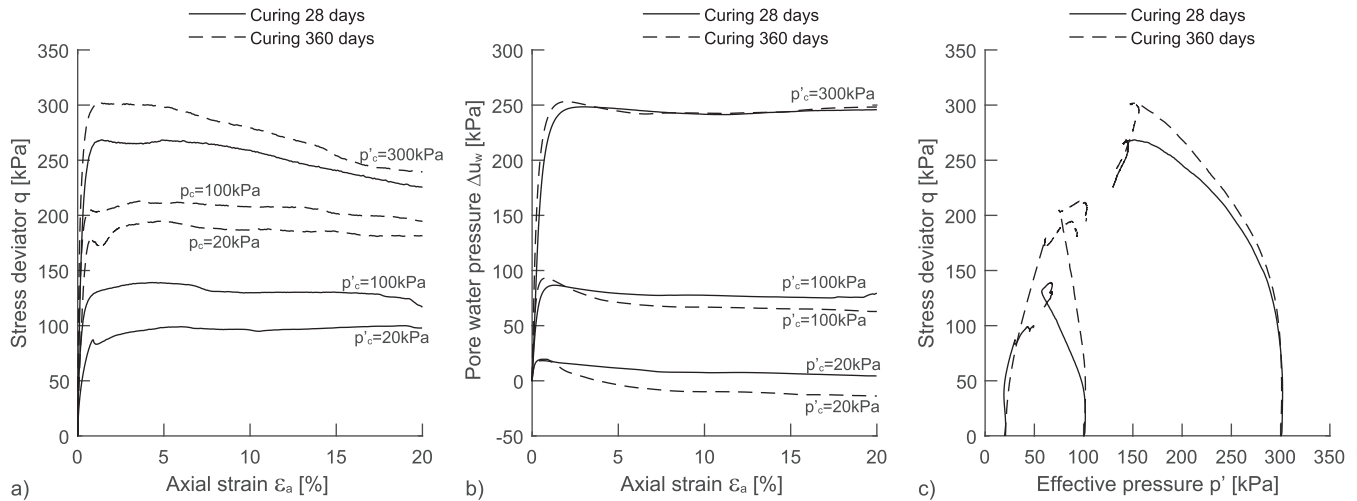 Curing 28 days
Curing 360 days
350
300
250
200
150
100
50
0
0
5
10
15
20
Stress deviator q [kPa]
Axial strain εa [%]
p'c=300kPa
pc=100kPa
pc=20kPa
p'c=100kPa
p'c=20kPa
a)
Curing 28 days
Curing 360 days
300
250
200
150
100
50
0
-50
0
5
10
15
20
Pore water pressure Δuw [kPa]
Axial strain εa [%]
p'c=300kPa
p'c=100kPa
p'c=100kPa
p'c=20kPa
p'c=20kPa
b)
Curing 28 days
Curing 360 days
350
300
250
200
150
100
50
0
0
50
100
150
200
250
300
350
Stress deviator q [kPa]
Effective pressure p' [kPa]
c)